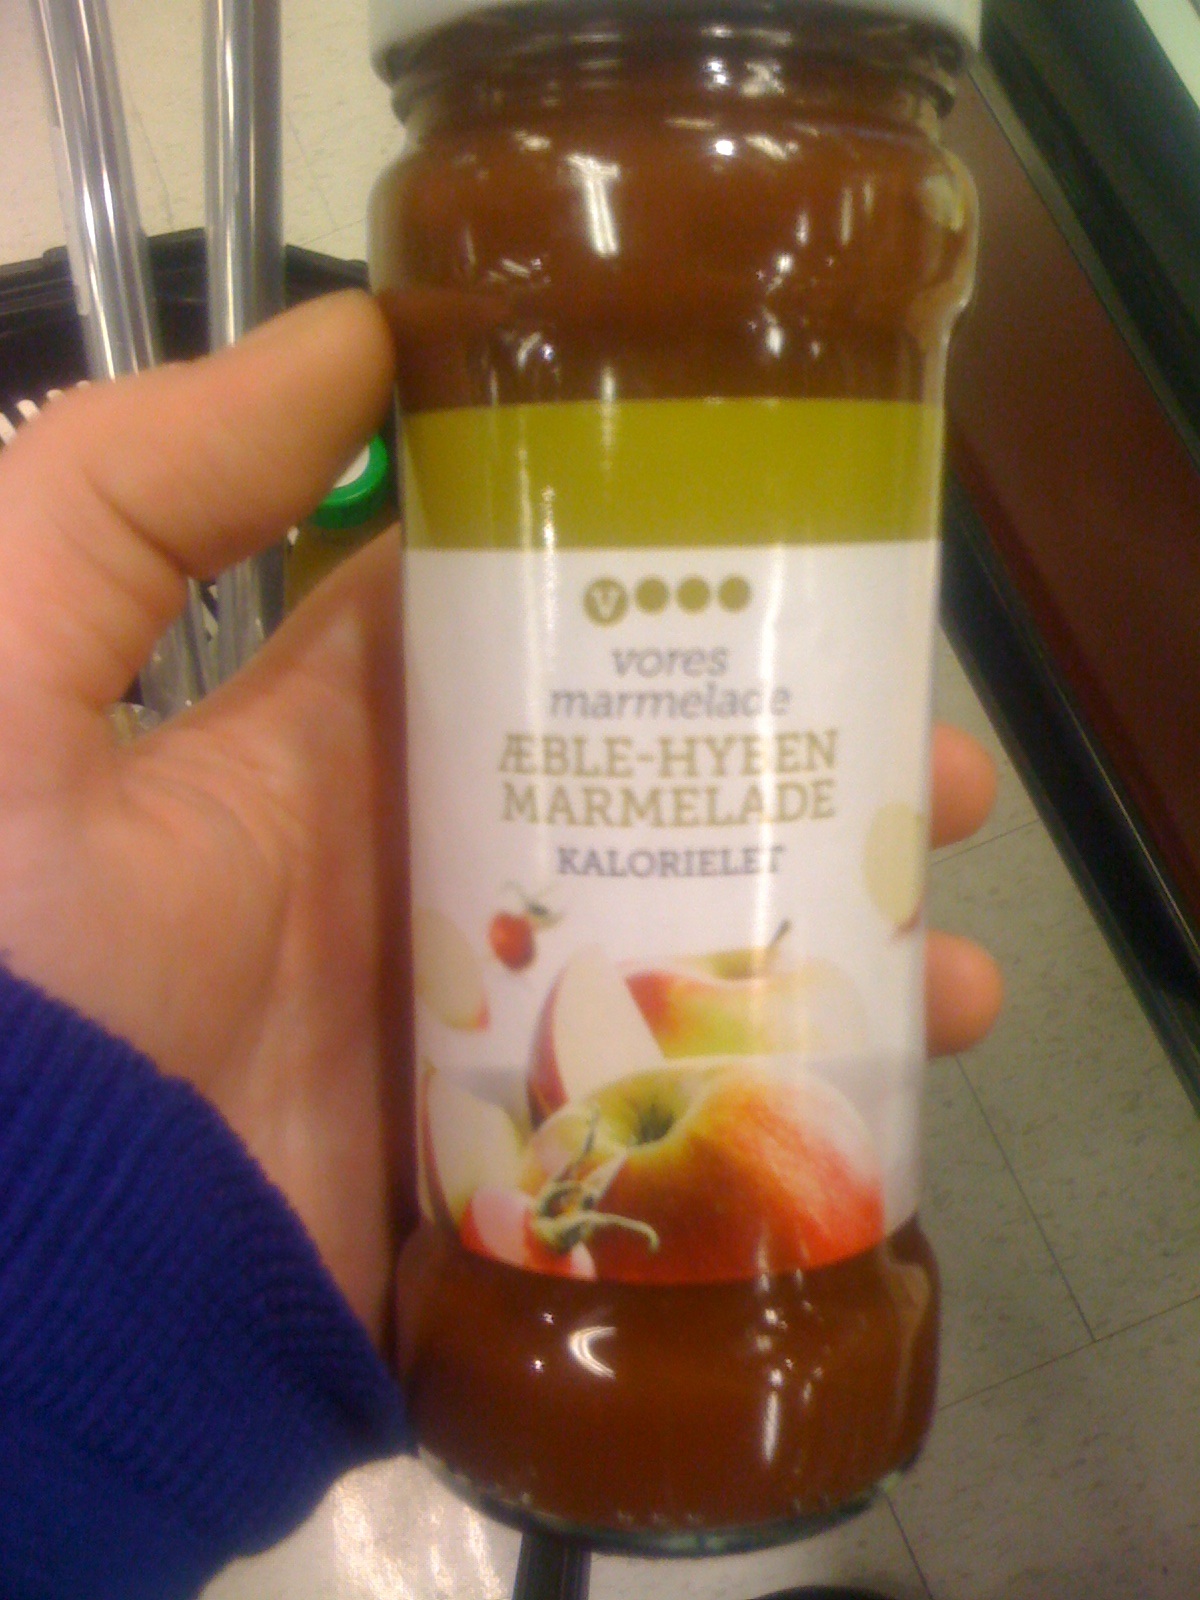 V
vores
marmelade
ÆBLE-HYBEN
MARMELADE
KALORIELET